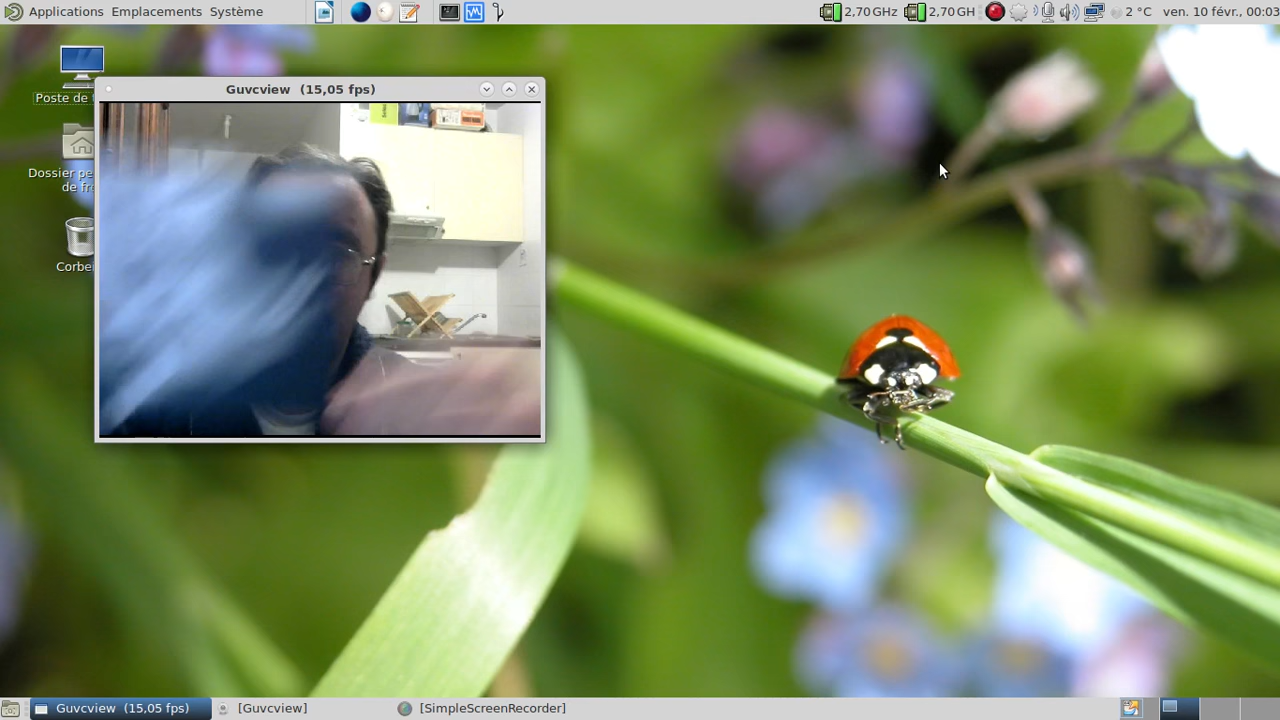 Applications Emplacements Système
2,70 GHz 2,70 GH 2 °C ven. 10 févr., 00:03
Poste de
Guvcview (15,05 fps)
Dossier pe
de fr
Corbe
Guvcview (15,05 fps) [Guvcview] [SimpleScreenRecorder]